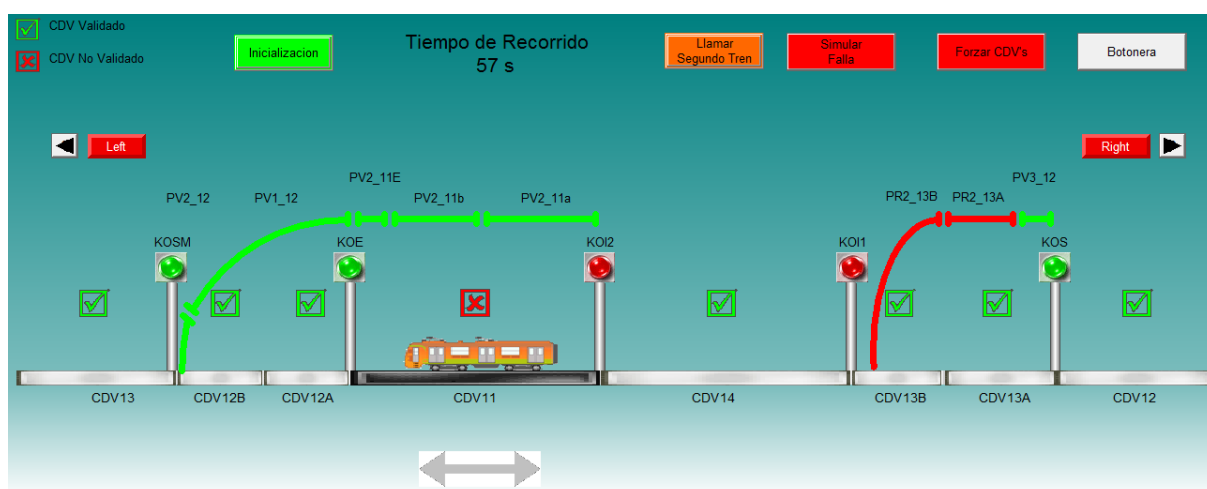 CDV Validado
CDV No Validado
Inicializacion
Tiempo de Recorrido
57 s
Llamar
Segundo Tren
Simular
Falla
Forzar CDV's
Botonera
Left
Right
PV2_12
PV1_12
PV2_11E
PV2_11b
PV2_11a
PR2_13B
PR2_13A
PV3_12
KOSM
KOE
KOI2
KOI1
KOS
CDV13
CDV12B
CDV12A
CDV11
CDV14
CDV13B
CDV13A
CDV12